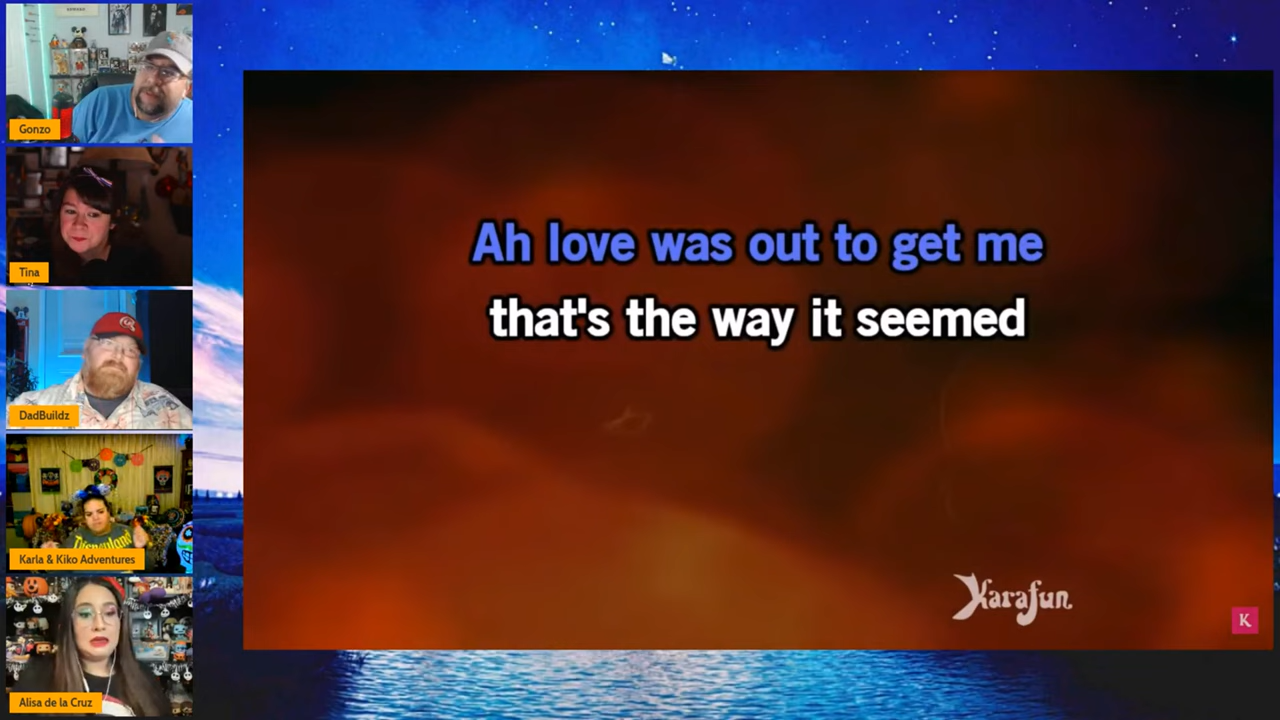 Gonzo
Tina
DadBuildz
Disneyland
Karla & Kiko Adventures
Alisa de la Cruz
Ah love was out to get me
that's the way it seemed
Karafun
K